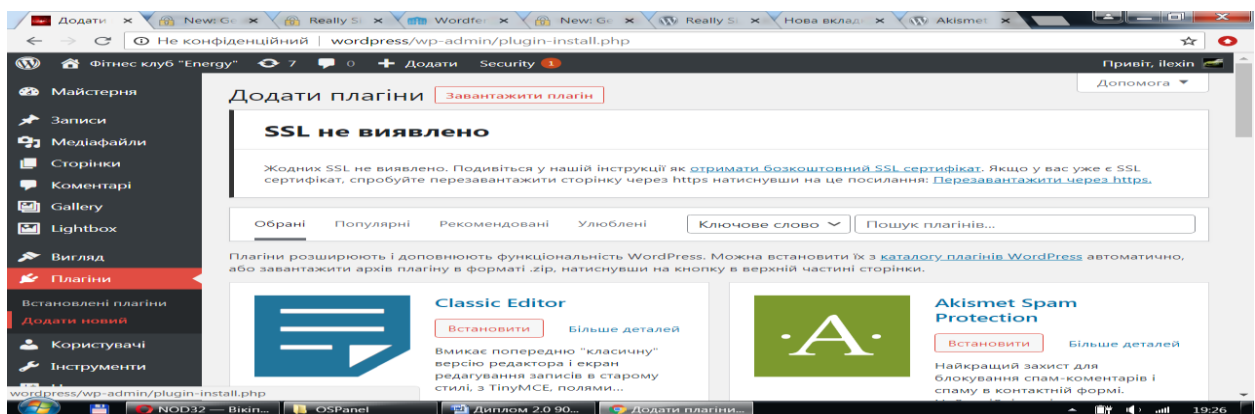 Додати
New: Ge
Really Si
Wordfer
New: Ge
Really Si
Нова вклад
Akismet
Не конфіденційний | wordpress/wp-admin/plugin-install.php
Фітнес клуб "Energy" 7 0 Додати Security 1 Привіт, ilexin
Допомога
Майстерня
Записи
Медіафайли
Сторінки
Коментарі
Gallery
Lightbox
Вигляд
Плагіни
Встановлені плагіни
Додати новий
Користувачі
Інструменти
Додати плагіни Завантажити плагін
SSL не виявлено
Жодних SSL не виявлено. Подивіться у нашій інструкції як отримати бозкоштовний SSL сертифікат. Якщо у вас уже є SSL
сертифікат, спробуйте перезавантажити сторінку через https натиснувши на це посилання: Перезавантажити через https.
Обрані Популярні Рекомендовані Улюблені Ключове слово Пошук плагінів...
Плагіни розширюють і доповнюють функціональність WordPress. Можна встановити їх з каталогу плагінів WordPress автоматично,
або завантажити архів плагіну в форматі .zip, натиснувши на кнопку в верхній частині сторінки.
Classic Editor
Встановити Більше деталей
Вмикає попередню "класичну"
версію редактора і екран
редагування записів в старому
стилі, з TinyMCE, полями...
·A·
Akismet Spam
Protection
Встановити Більше деталей
Найкращий захист для
блокування спам-коментарів і
спаму в контактній формі.
wordpress/wp-admin/plugin-install.php
NOD32 — Вікіп...
OSPanel
Диплом 2.0 90...
Додати плагіни...
19:26